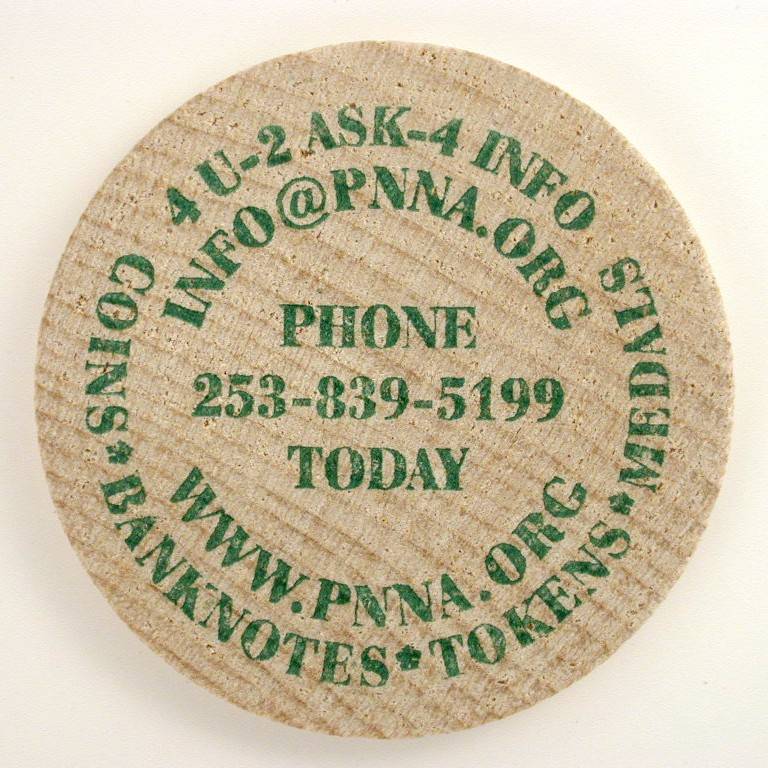 4 U-2 ASK-4 INFO
INFO@PNNA.ORG
PHONE
253-839-5199
TODAY
WWW.PNNA.ORG
COINS*BANKNOTES*TOKENS*MEDALS